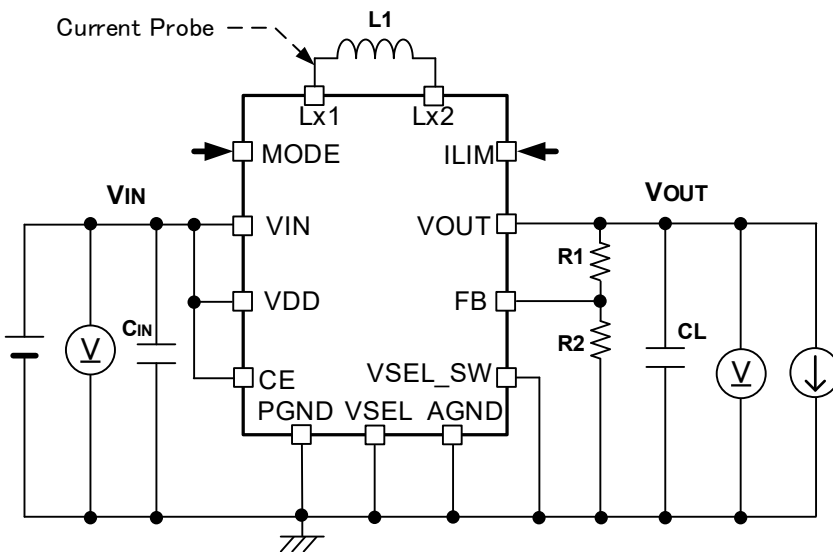 Current Probe
L1
Lx1
Lx2
MODE
ILIM
VIN
VOUT
VIN
VOUT
R1
VDD
FB
CIN
R2
CL
V
V
CE
VSEL_SW
PGND
VSEL
AGND